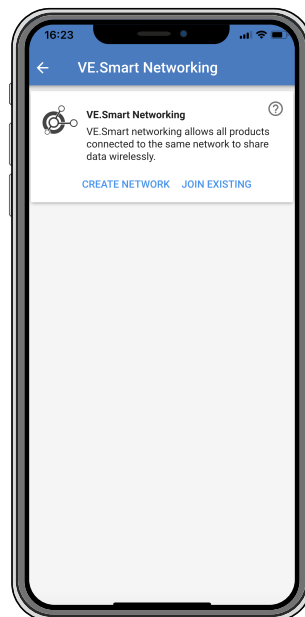 16:23
VE.Smart Networking
VE.Smart Networking
VE.Smart networking allows all products
connected to the same network to share
data wirelessly.
CREATE NETWORK JOIN EXISTING